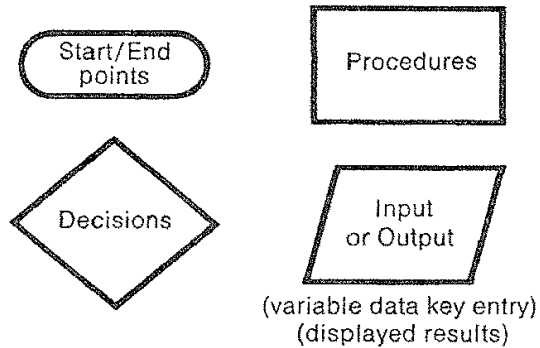 Start/End
points
Procedures
Decisions
Input
or Output
(variable data key entry)
(displayed results)